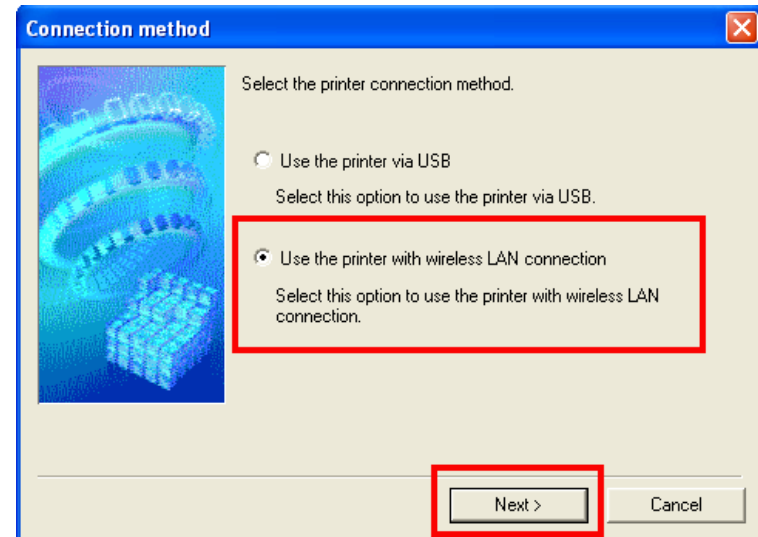 Connection method
Select the printer connection method.
Use the printer via USB
Select this option to use the printer via USB.
Use the printer with wireless LAN connection
Select this option to use the printer with wireless LAN
connection.
Next >
Cancel